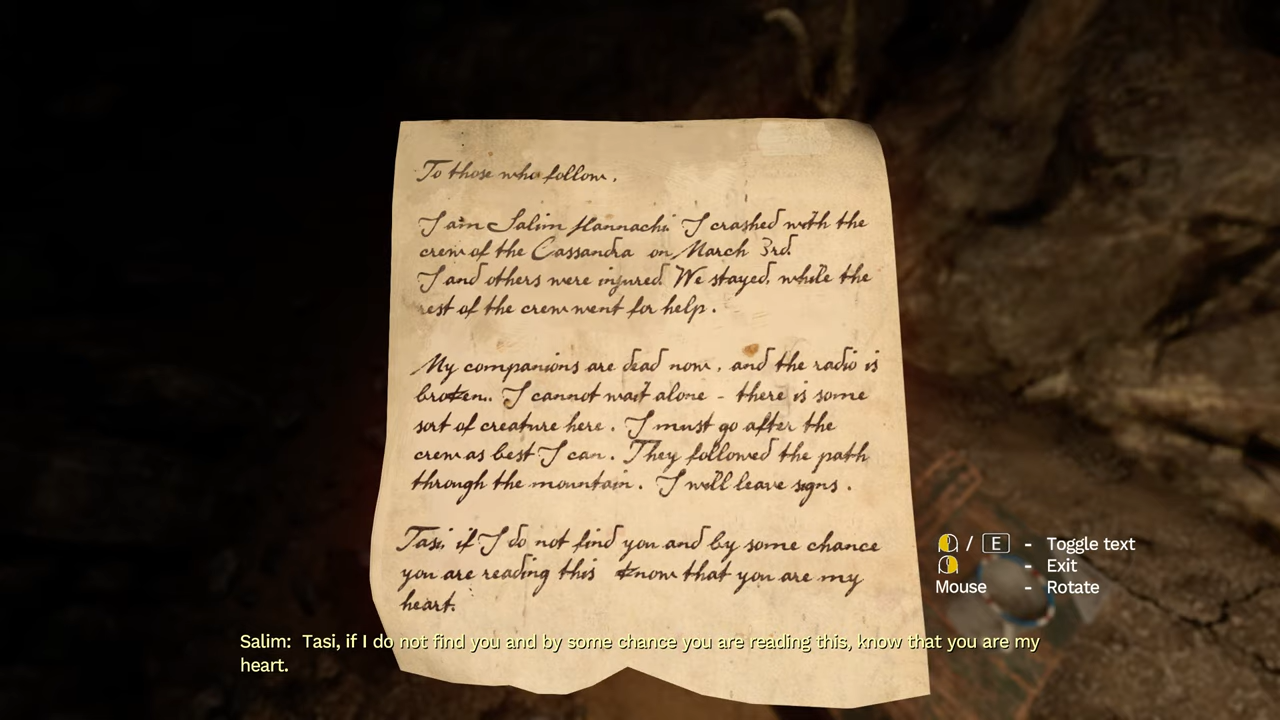 To those who follow,
I am Salim Hannachi. I crashed with the
crew of the Cassandra on March 3rd.
I and others were injured. We stayed, while the
rest of the crew went for help.
My companions are dead now, and the radio is
broken. I cannot wait alone - there is some
sort of creature here. I must go after the
crew as best I can. They followed the path
through the mountain. I will leave signs.
Tasi, if I do not find you and by some chance
you are reading this know that you are my
heart.
/ E - Toggle text
- Exit
Mouse - Rotate
Salim: Tasi, if I do not find you and by some chance you are reading this, know that you are my
heart.